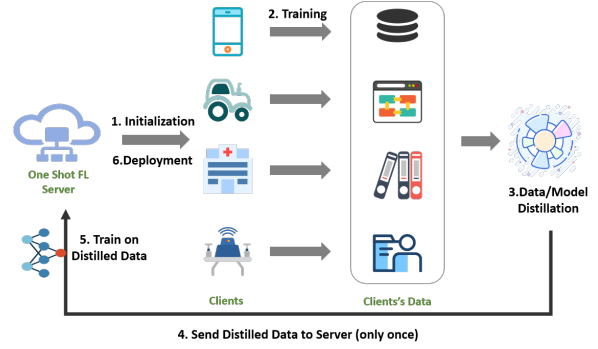 2. Training
1. Initialization
6.Deployment
One Shot FL
Server
3.Data/Model
Distillation
5. Train on
Distilled Data
Clients
Clients's Data
4. Send Distilled Data to Server (only once)